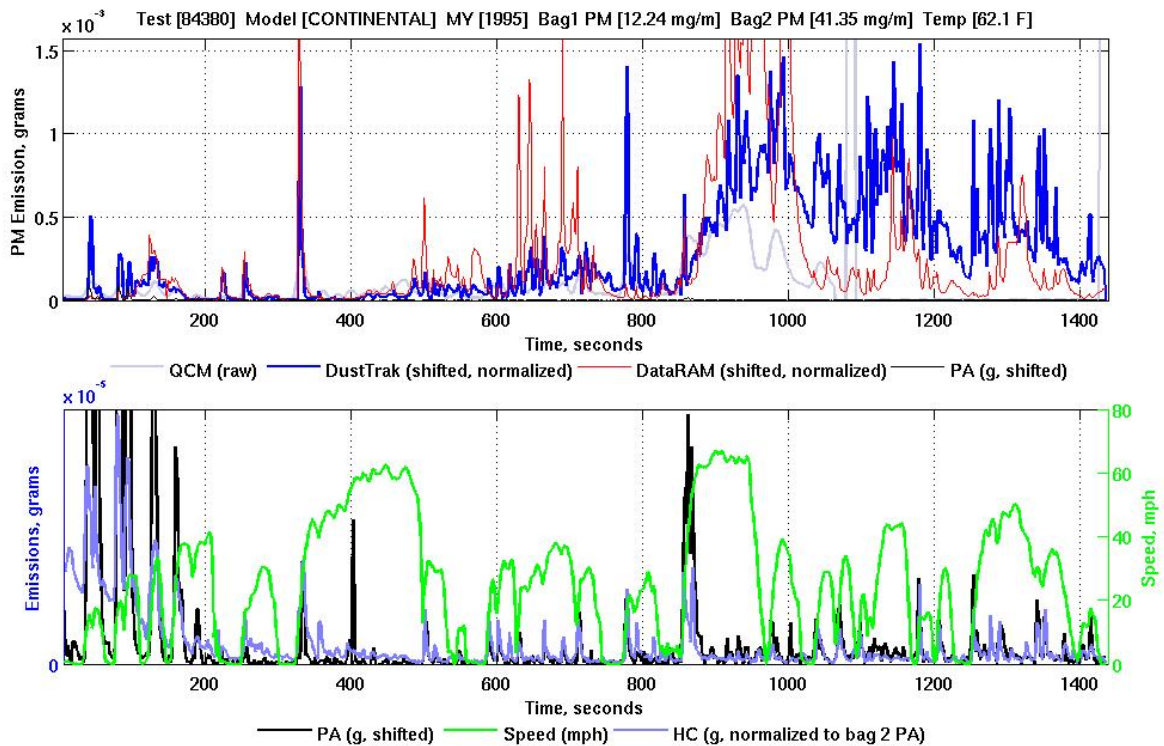 Test [84380] Model [CONTINENTAL] MY [1995] Bag1 PM [12.24 mg/m] Bag2 PM [41.35 mg/m] Temp [62.1 F]
x 10⁻³
1.5
1
0.5
0
PM Emission, grams
200 400 600 800 1000 1200 1400
Time, seconds
QCM (raw) DustTrak (shifted, normalized) DataRAM (shifted, normalized) PA (g, shifted)
x 10⁻⁵
80
60
40
20
0
0
Emissions, grams
Speed, mph
200 400 600 800 1000 1200 1400
Time, seconds
PA (g, shifted) Speed (mph) HC (g, normalized to bag 2 PA)